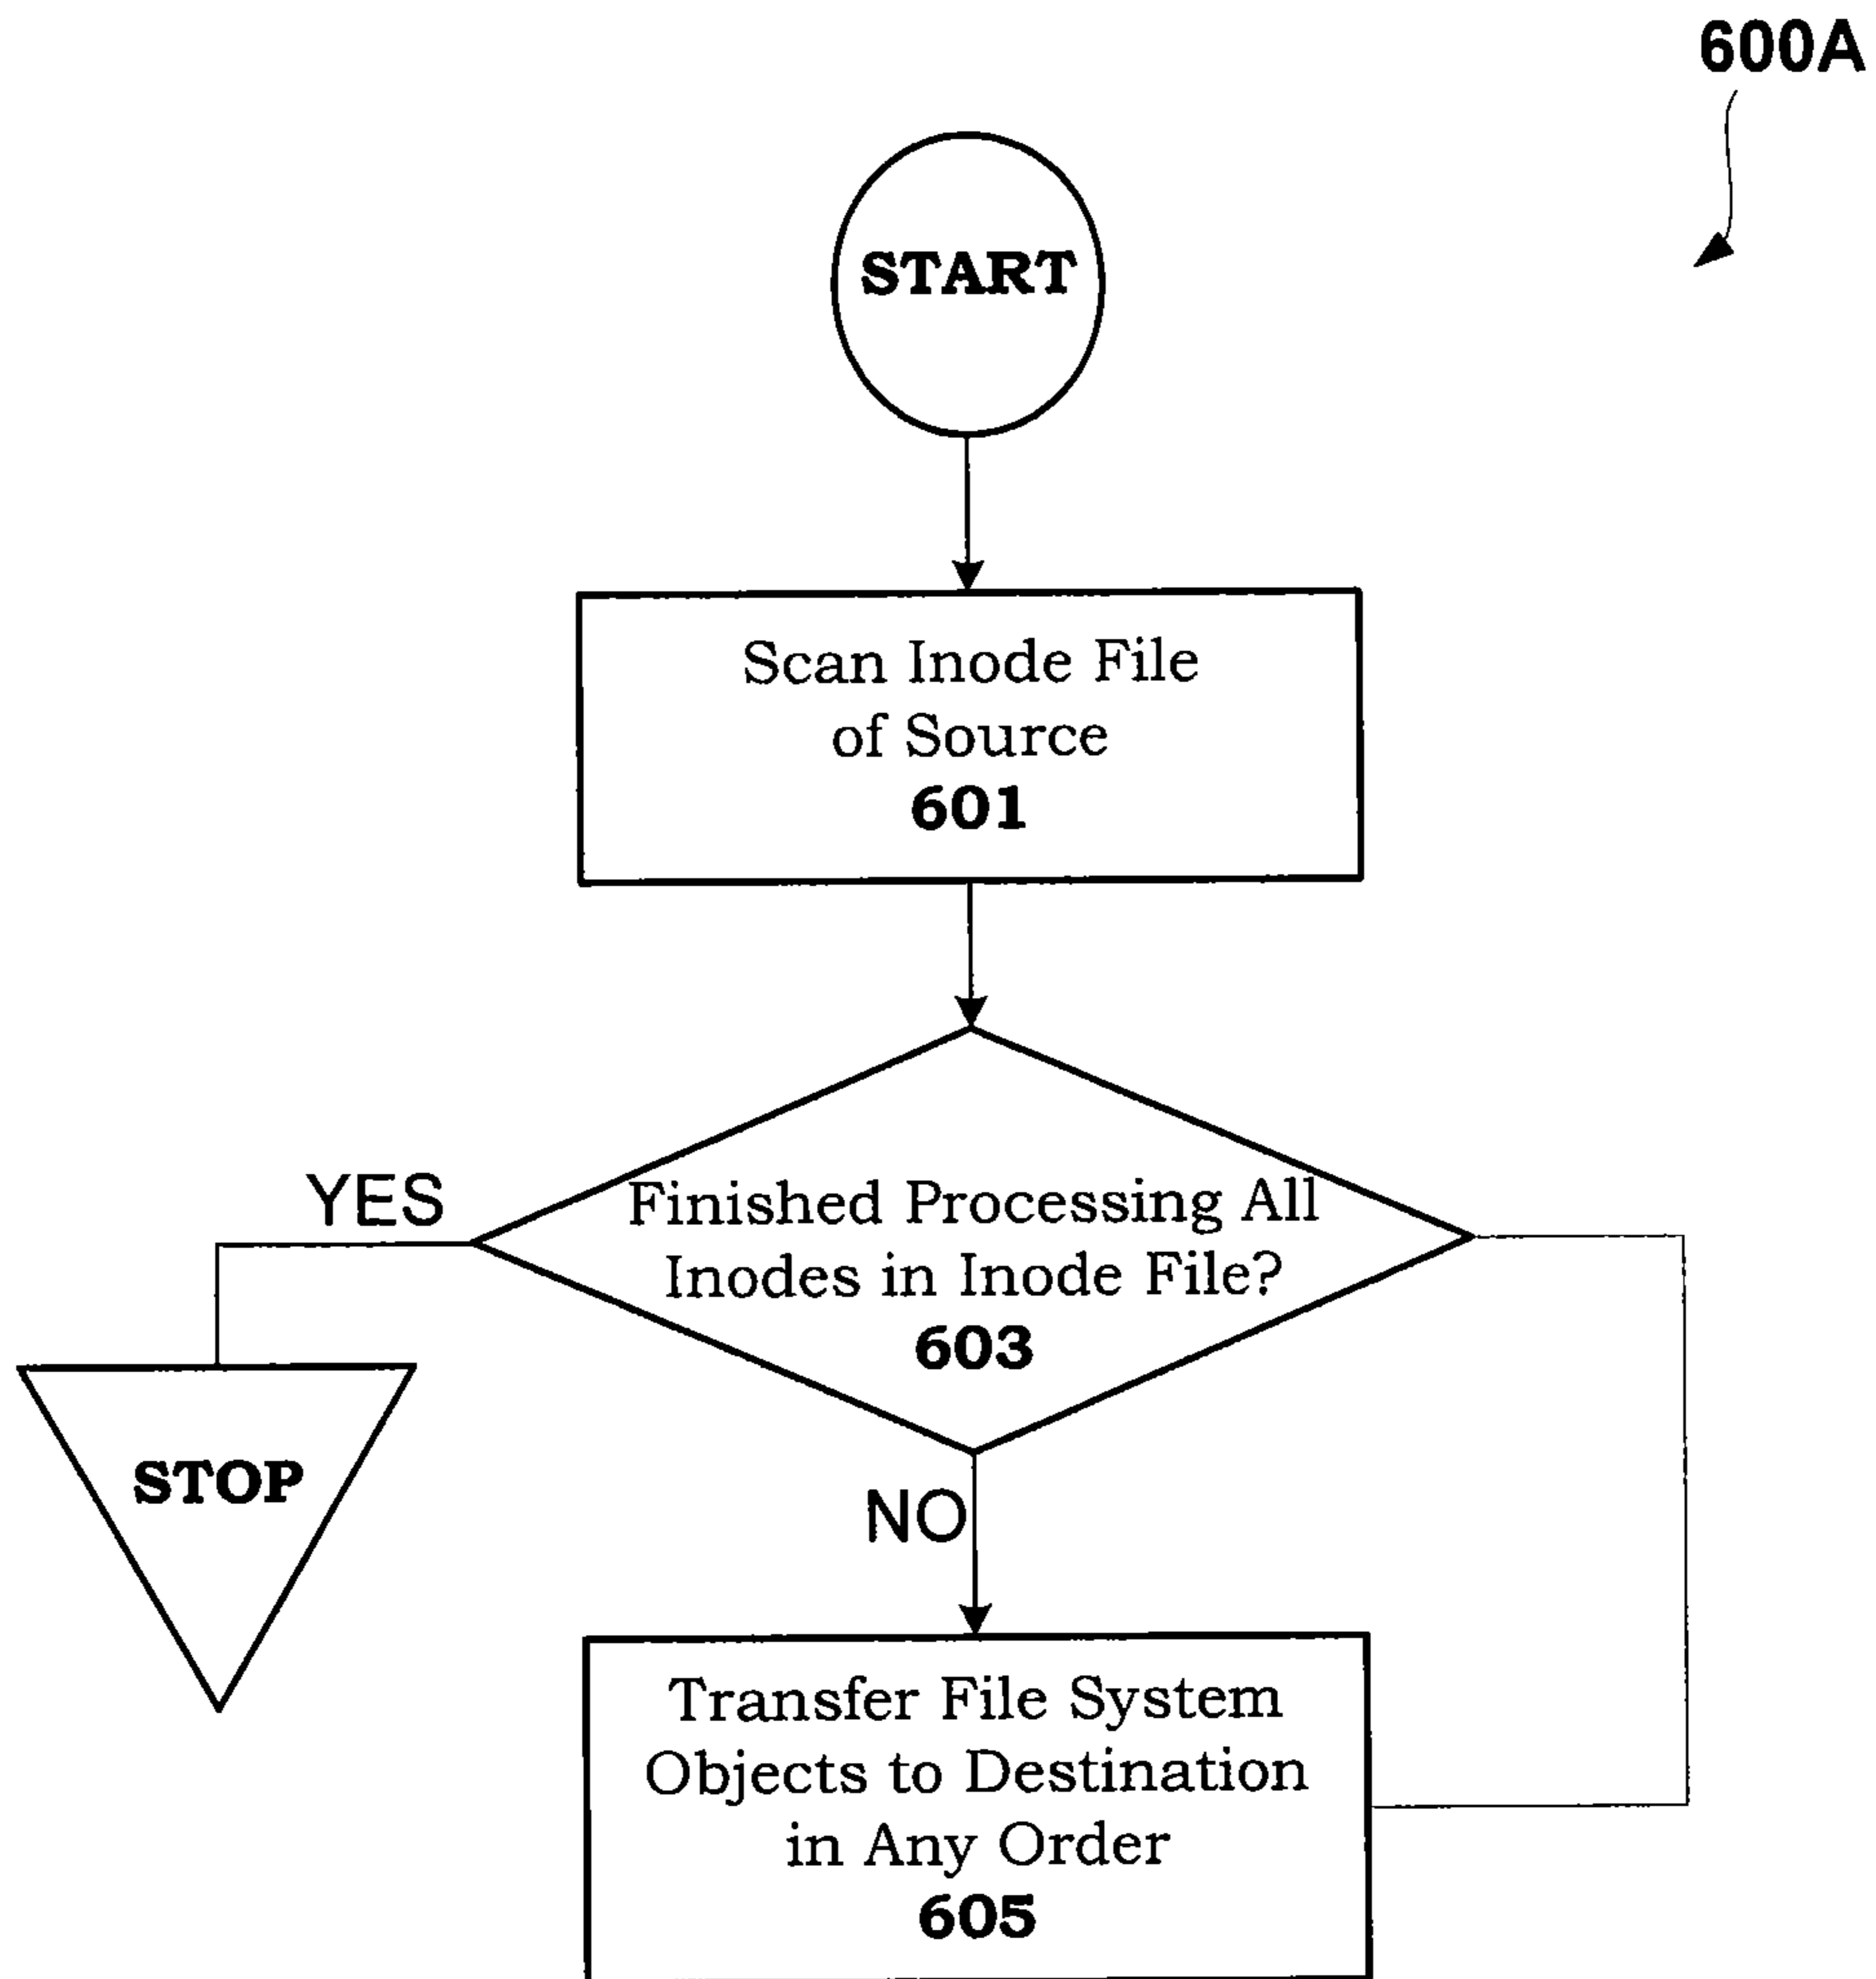 600A
START
Scan Inode File
of Source
601
YES
Finished Processing All
Inodes in Inode File?
603
STOP
NO
Transfer File System
Objects to Destination
in Any Order
605